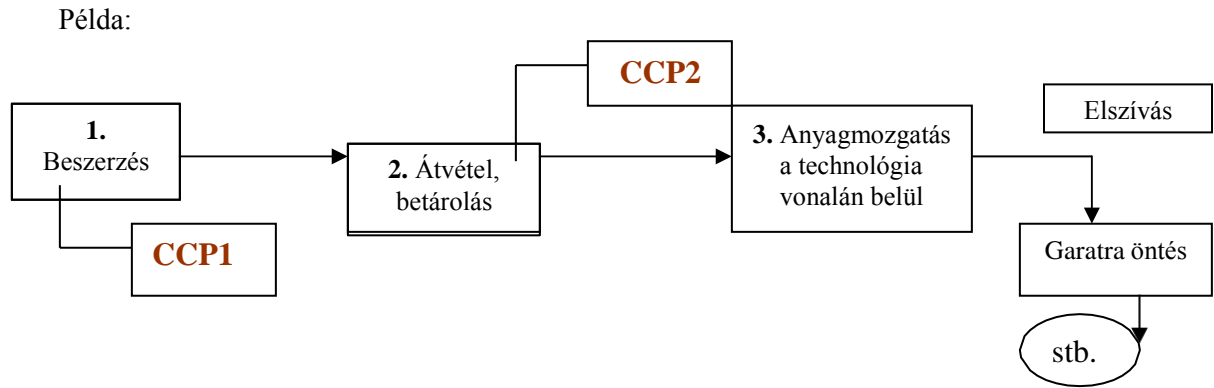 Példa:
1.
Beszerzés
CCP1
2. Átvétel,
betárolás
CCP2
3. Anyagmozgatás
a technológia
vonalán belül
Elszívás
Garatra öntés
stb.